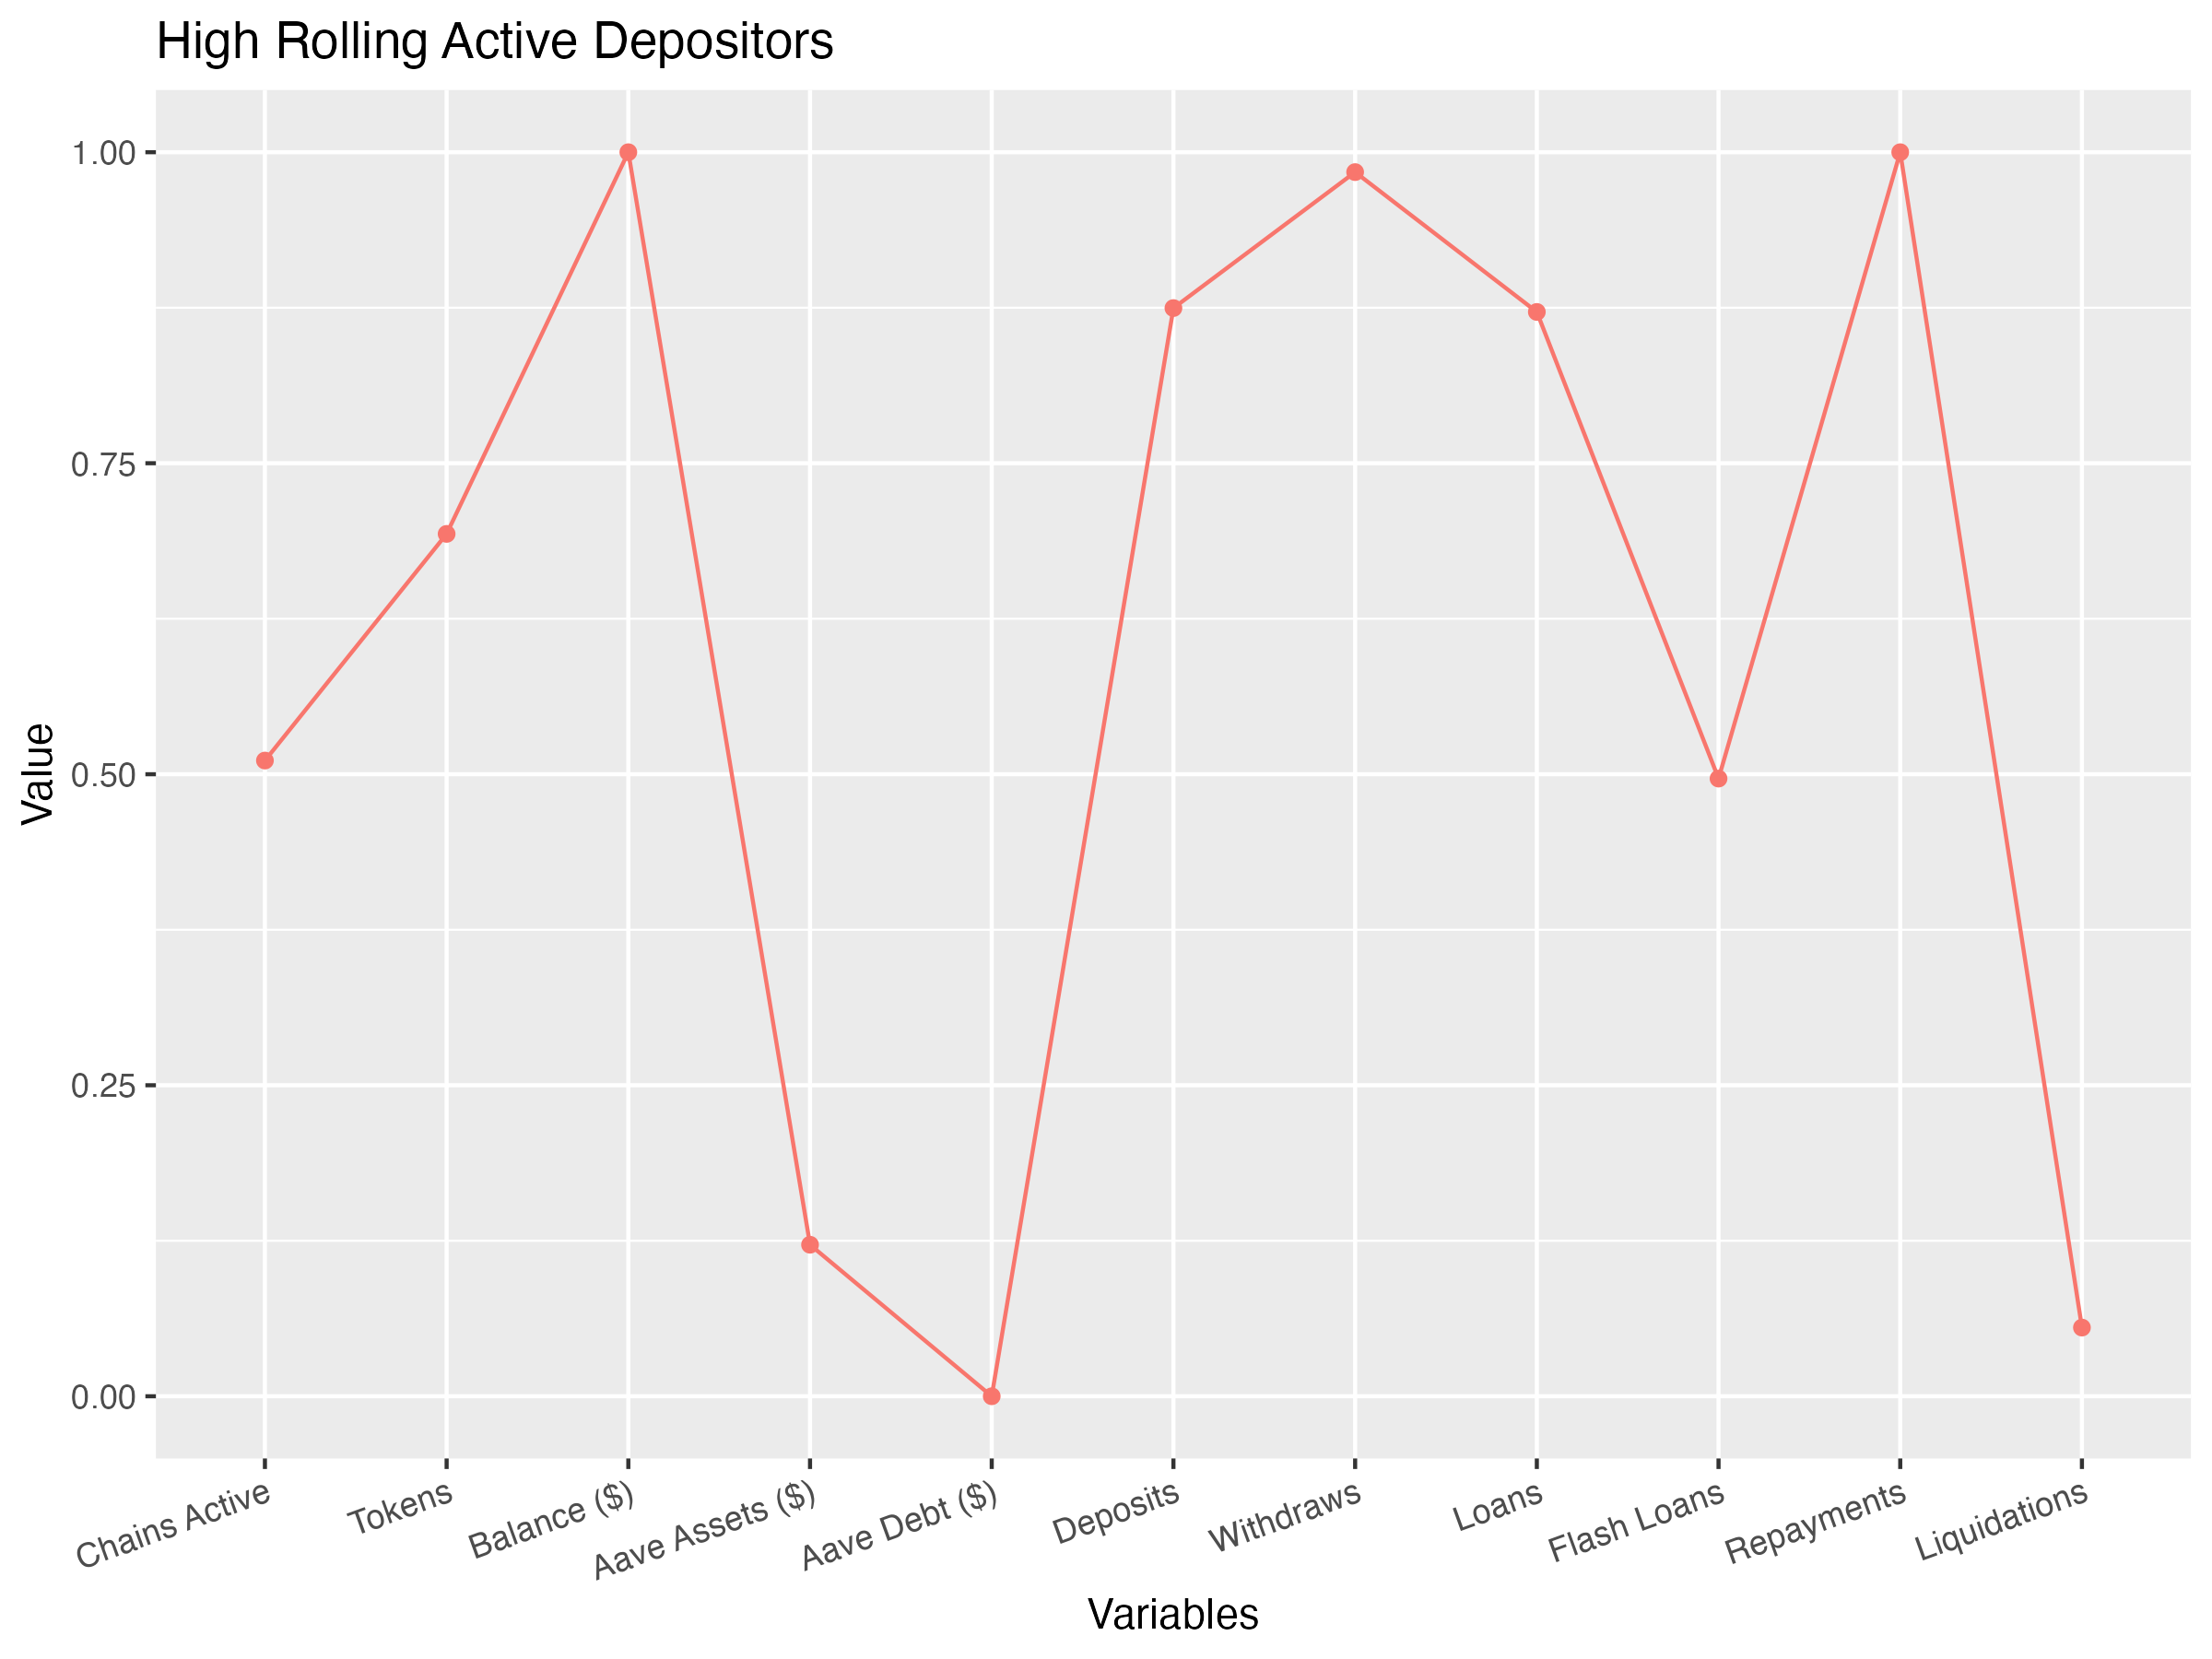 High Rolling Active Depositors
Value
1.00
0.75
0.50
0.25
0.00
Chains Active
Tokens
Balance ($)
Aave Assets ($)
Aave Debt ($)
Deposits
Withdraws
Loans
Flash Loans
Repayments
Liquidations
Variables